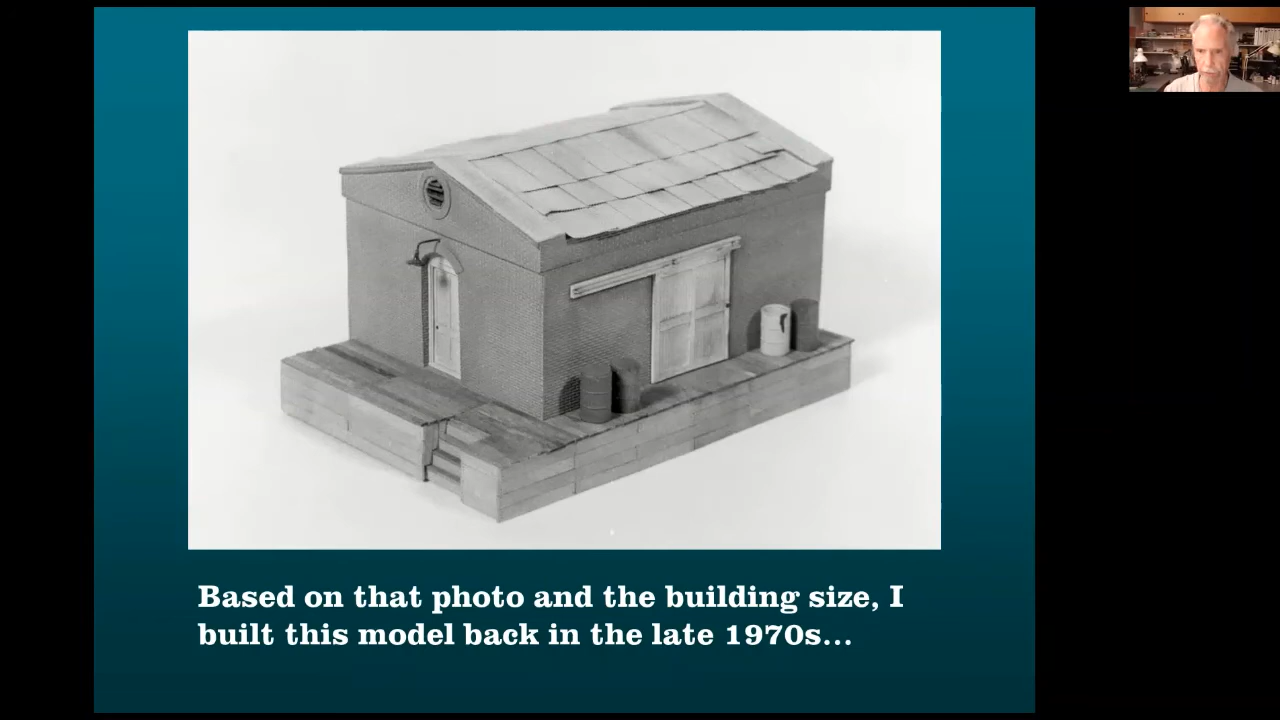 Based on that photo and the building size, I
built this model back in the late 1970s...